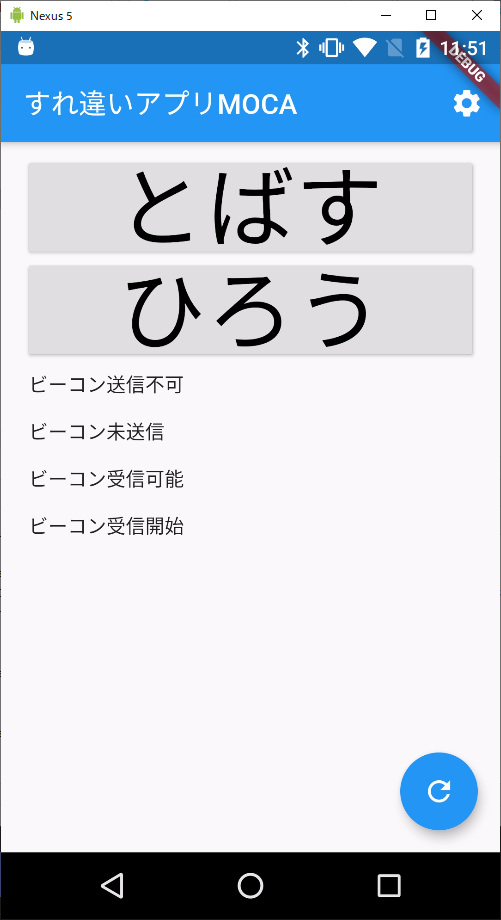 Nexus 5
11:51
DEBUG
すれ違いアプリMOCA
とばす
ひろう
ビーコン送信不可
ビーコン未送信
ビーコン受信可能
ビーコン受信開始